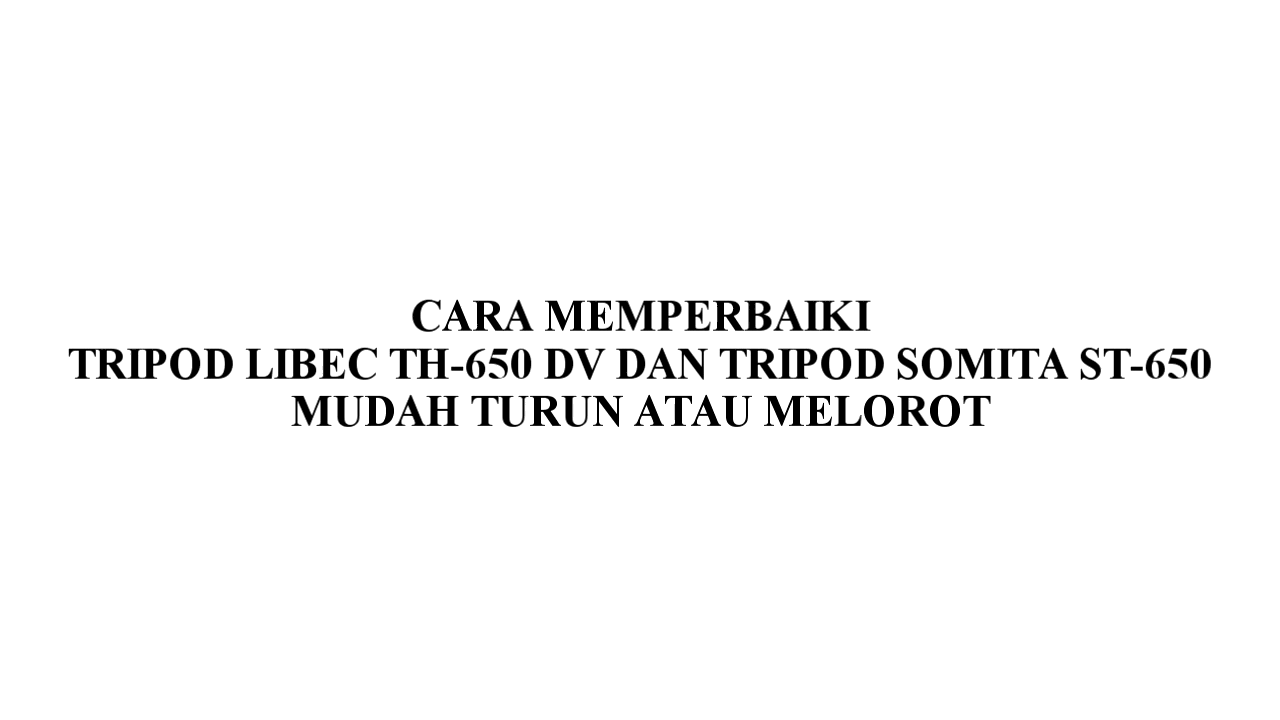 CARA MEMPERBAIKI
TRIPOD LIBEC TH-650 DV DAN TRIPOD SOMITA ST-650
MUDAH TURUN ATAU MELOROT